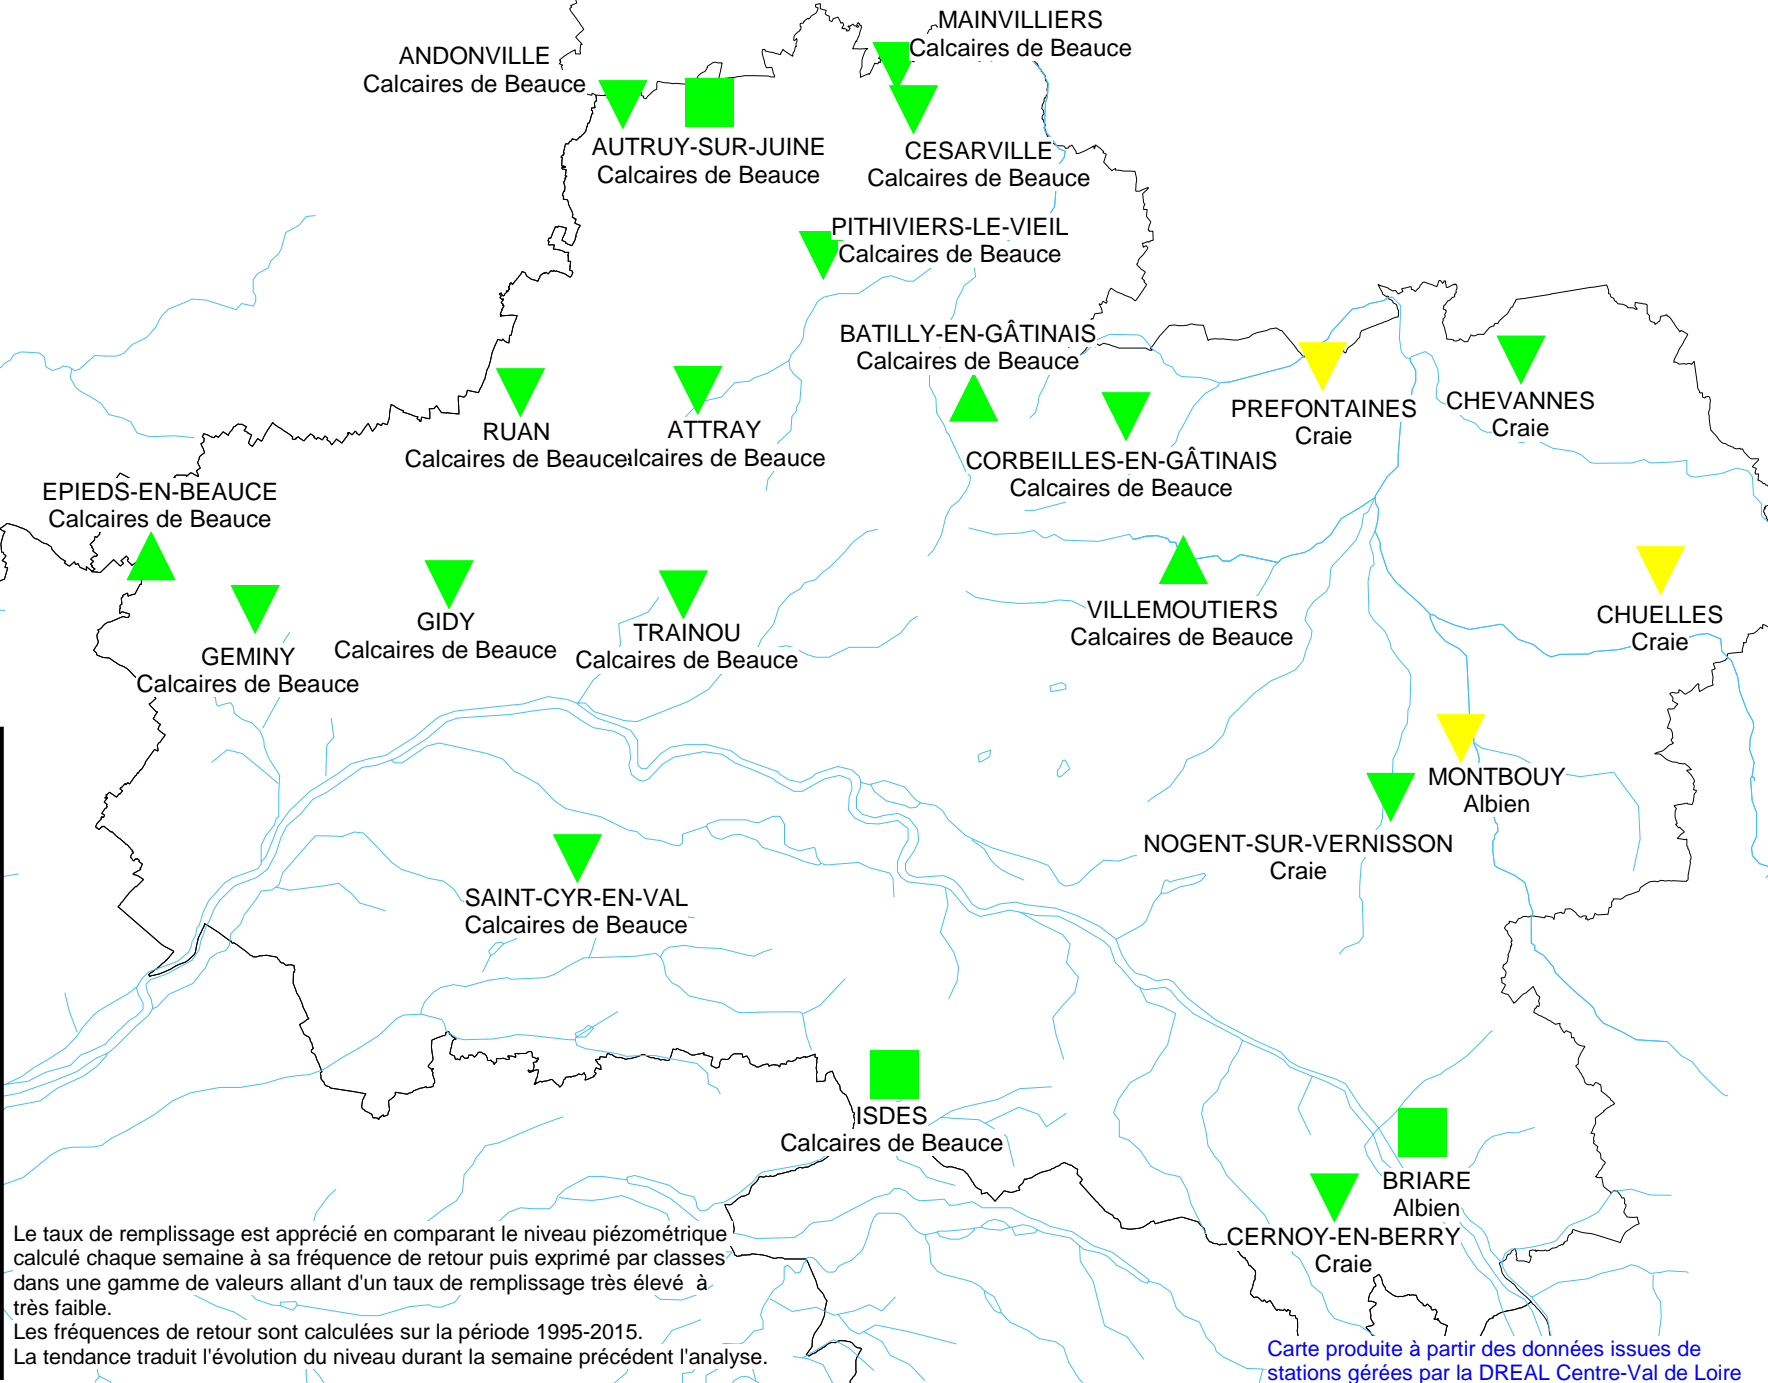 MAINVILLIERS
Calcaires de Beauce
ANDONVILLE
Calcaires de Beauce
AUTRUY-SUR-JUINE
Calcaires de Beauce
CESARVILLE
Calcaires de Beauce
PITHIVIERS-LE-VIEIL
Calcaires de Beauce
BATILLY-EN-GÂTINAIS
Calcaires de Beauce
PREFONTAINES
Craie
CHEVANNES
Craie
RUAN
Calcaires de Beauce
ATTRAY
alcaires de Beauce
CORBEILLES-EN-GÂTINAIS
Calcaires de Beauce
EPIEDS-EN-BEAUCE
Calcaires de Beauce
VILLEMOUTIERS
Calcaires de Beauce
CHUELLES
Craie
GIDY
Calcaires de Beauce
TRAINOU
Calcaires de Beauce
GEMINY
Calcaires de Beauce
MONTBOUY
Albien
NOGENT-SUR-VERNISSON
Craie
SAINT-CYR-EN-VAL
Calcaires de Beauce
ISDES
Calcaires de Beauce
BRIARE
Albien
CERNOY-EN-BERRY
Craie
Le taux de remplissage est apprécié en comparant le niveau piézométrique
calculé chaque semaine à sa fréquence de retour puis exprimé par classes
dans une gamme de valeurs allant d'un taux de remplissage très élevé à
très faible.
Les fréquences de retour sont calculées sur la période 1995-2015.
La tendance traduit l'évolution du niveau durant la semaine précédent l'analyse.
Carte produite à partir des données issues de
stations gérées par la DREAL Centre-Val de Loire